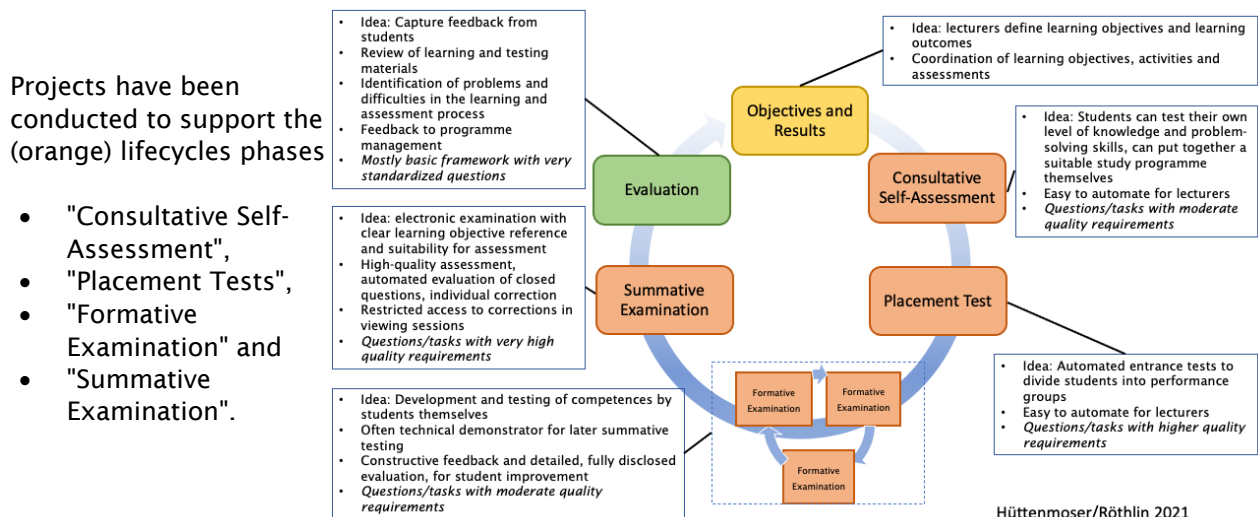 Projects have been
conducted to support the
(orange) lifecycles phases
• "Consultative Self-
Assessment",
• "Placement Tests",
• "Formative
Examination" and
• "Summative
Examination".
• Idea: Capture feedback from
students
• Review of learning and testing
materials
• Identification of problems and
difficulties in the learning and
assessment process
• Feedback to programme
management
• Mostly basic framework with very
standardized questions
• Idea: lecturers define learning objectives and learning
outcomes
• Coordination of learning objectives, activities and
assessments
Objectives and
Results
• Idea: Students can test their own
level of knowledge and problem-
solving skills, can put together a
suitable study programme
themselves
• Easy to automate for lecturers
• Questions/tasks with moderate
quality requirements
Evaluation
Consultative
Self-Assessment
• Idea: electronic examination with
clear learning objective reference
and suitability for assessment
• High-quality assessment,
automated evaluation of closed
questions, individual correction
• Restricted access to corrections in
viewing sessions
• Questions/tasks with very high
quality requirements
Summative
Examination
Placement Test
• Idea: Automated entrance tests to
divide students into performance
groups
• Easy to automate for lecturers
• Questions/tasks with higher quality
requirements
• Idea: Development and testing of competences by
students themselves
• Often technical demonstrator for later summative
testing
• Constructive feedback and detailed, fully disclosed
evaluation, for student improvement
• Questions/tasks with moderate quality
requirements
Formative
Examination
Formative
Examination
Formative
Examination
Hüttenmoser/Röthlin 2021